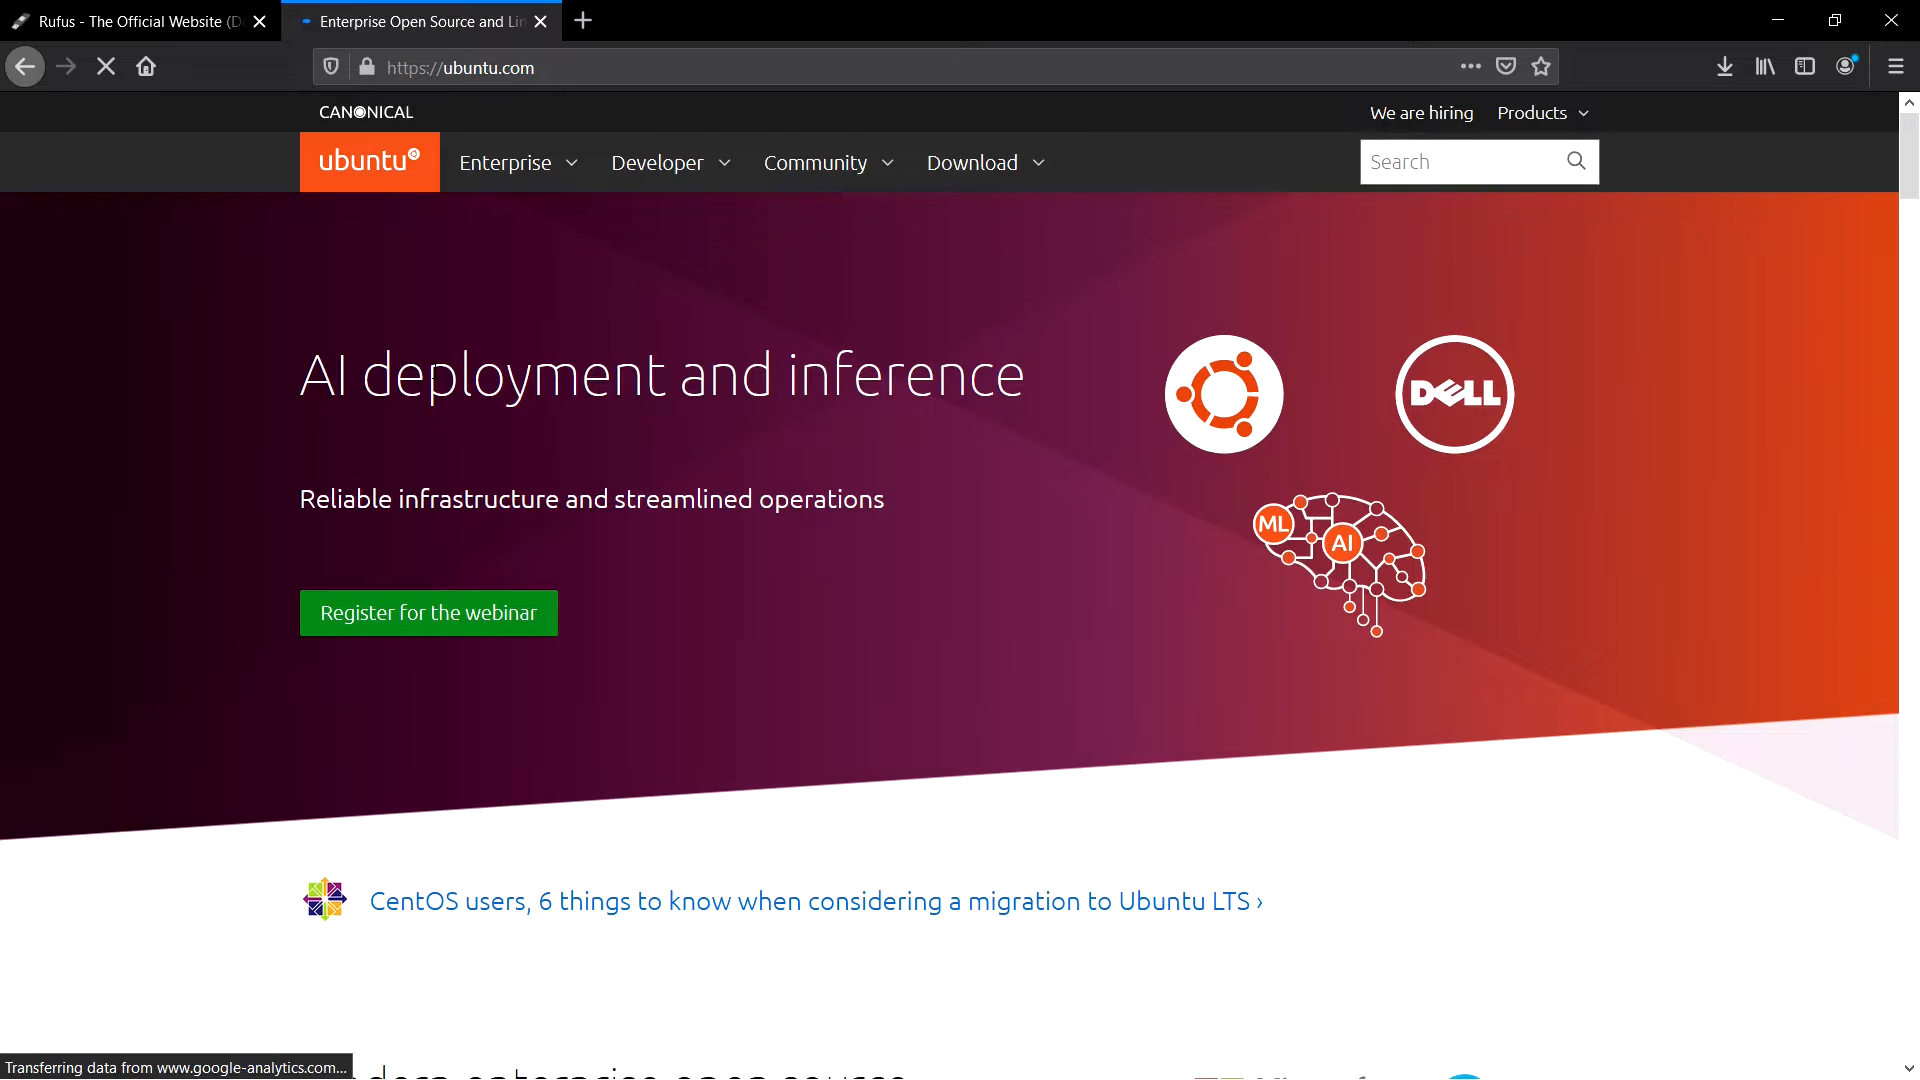 Rufus - The Official Website (D
Enterprise Open Source and Lin
https://ubuntu.com
CANONICAL
We are hiring
Products
ubuntu
Enterprise
Developer
Community
Download
Search
AI deployment and inference
DELL
Reliable infrastructure and streamlined operations
ML
AI
Register for the webinar
CentOS users, 6 things to know when considering a migration to Ubuntu LTS ›
Transferring data from www.google-analytics.com...